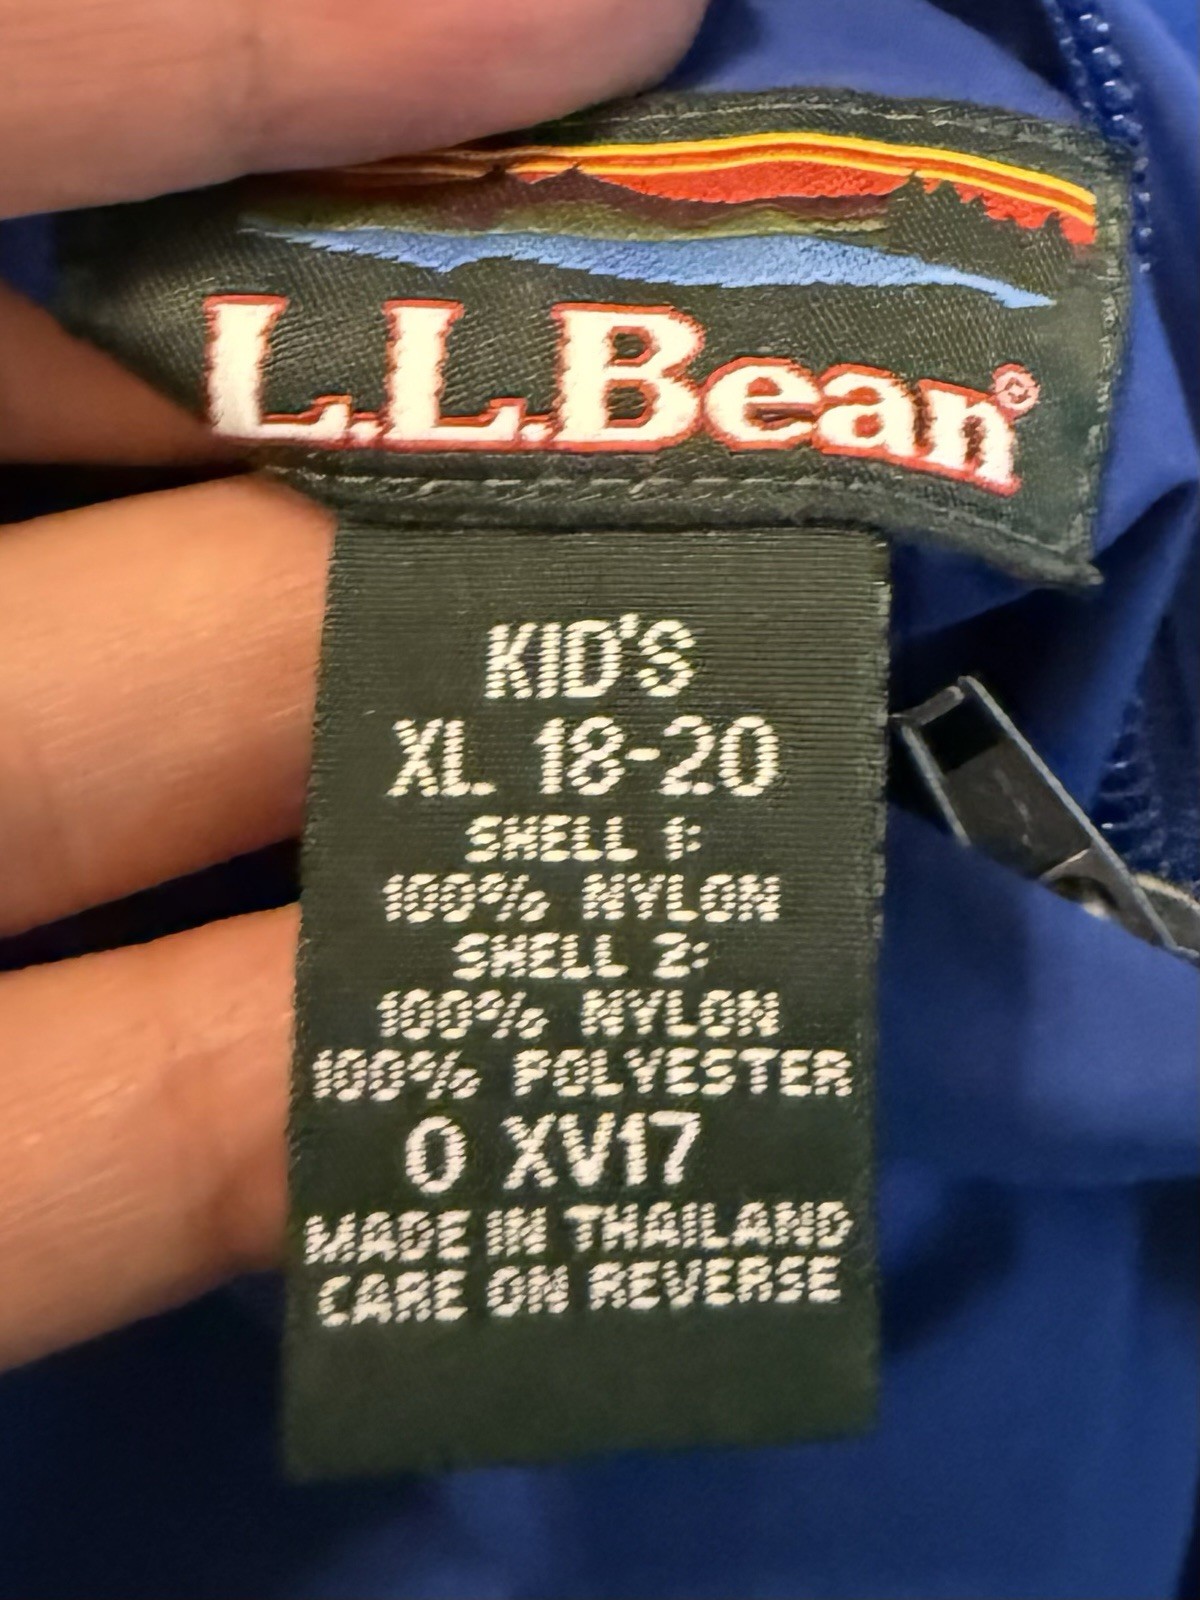 L.L.Bean®
KID'S
XL 18-20
SHELL 1:
100% NYLON
SHELL 2:
100% NYLON
100% POLYESTER
0 XV17
MADE IN THAILAND
CARE ON REVERSE